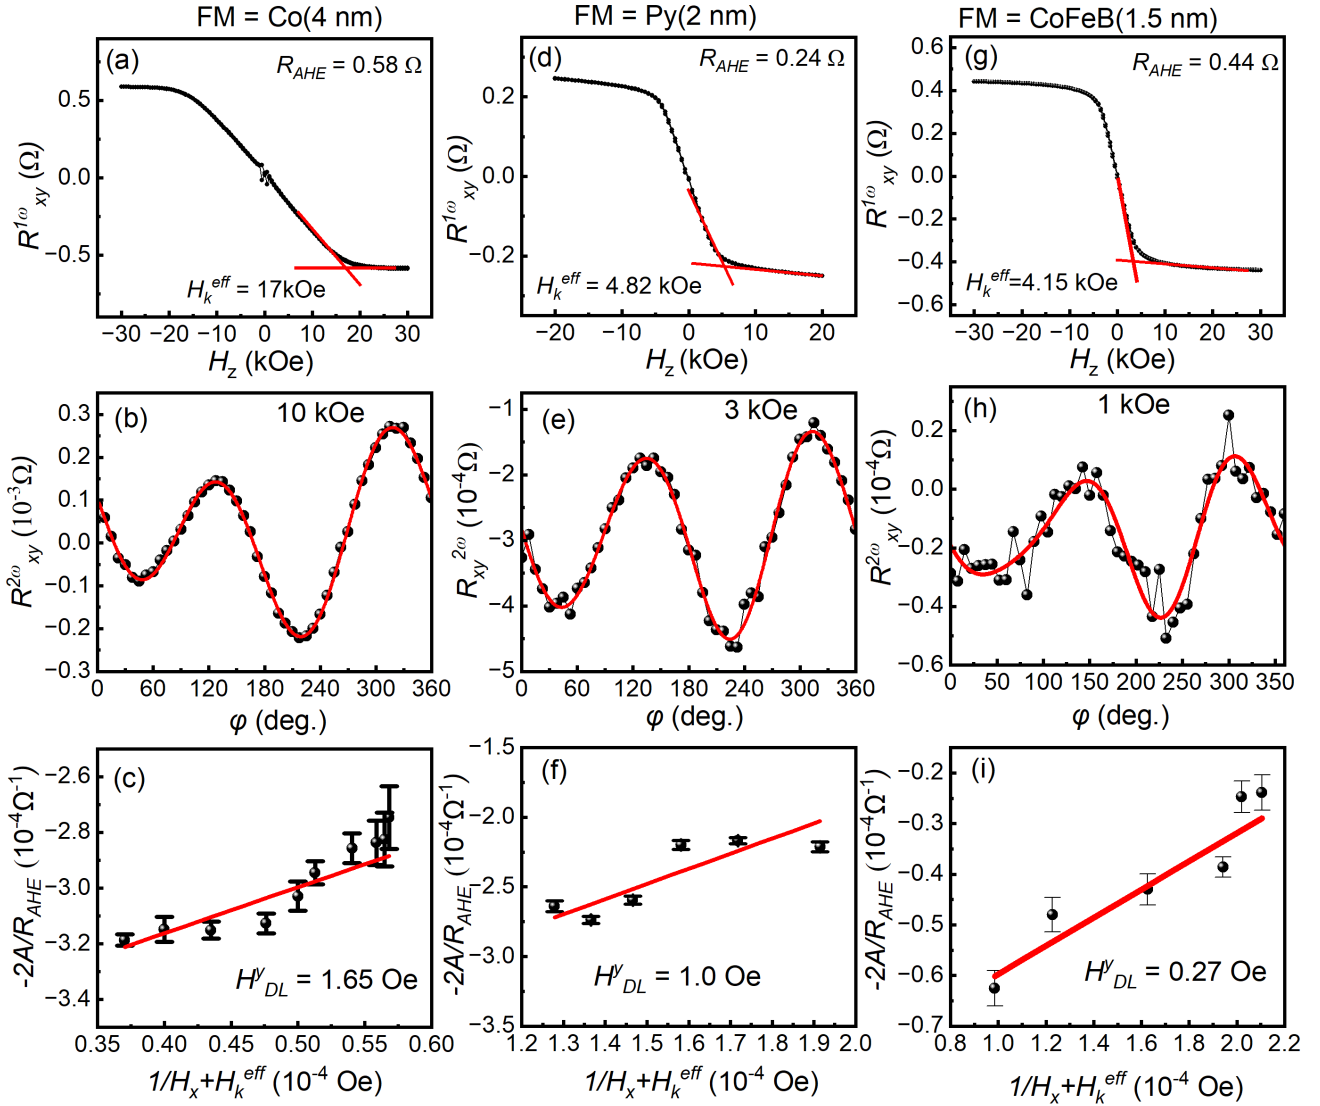 FM = Co(4 nm)
(a)
R_AHE = 0.58 Ω
0.5
0.0
−0.5
R^1ω_xy (Ω)
H_k^eff = 17kOe
−30 −20 −10 0 10 20 30
H_z (kOe)
FM = Py(2 nm)
(d)
R_AHE = 0.24 Ω
0.2
0.0
−0.2
R^1ω_xy (Ω)
H_k^eff = 4.82 kOe
−20 −10 0 10 20
H_z (kOe)
FM = CoFeB(1.5 nm)
(g)
R_AHE = 0.44 Ω
0.6
0.4
0.2
0.0
−0.2
−0.4
−0.6
R^1ω_xy (Ω)
H_k^eff=4.15 kOe
−30 −20 −10 0 10 20 30
H_z (kOe)
(b)
10 kOe
0.3
0.2
0.1
0.0
−0.1
−0.2
−0.3
R^2ω_xy (10^-3Ω)
0 60 120 180 240 300 360
φ (deg.)
(e)
3 kOe
−1
−2
−3
−4
−5
R_xy^2ω (10^-4Ω)
0 60 120 180 240 300 360
φ (deg.)
(h)
1 kOe
0.2
0.0
−0.2
−0.4
−0.6
R^2ω_xy (10^-4Ω)
0 50 100 150 200 250 300 350
φ (deg.)
(c)
−2.6
−2.8
−3.0
−3.2
−3.4
-2A/R_AHE (10^-4Ω^-1)
H^y_DL = 1.65 Oe
0.35 0.40 0.45 0.50 0.55 0.60
1/H_x+H_k^eff (10^-4 Oe)
(f)
−1.5
−2.0
−2.5
−3.0
−3.5
-2A/R_AHE (10^-4Ω^-1)
H^y_DL = 1.0 Oe
1.2 1.3 1.4 1.5 1.6 1.7 1.8 1.9 2.0
1/H_x+H_k^eff (10^-4 Oe)
(i)
−0.2
−0.3
−0.4
−0.5
−0.6
−0.7
-2A/R_AHE (10^-4Ω^-1)
H^y_DL = 0.27 Oe
0.8 1.0 1.2 1.4 1.6 1.8 2.0 2.2
1/H_x+H_k^eff (10^-4 Oe)